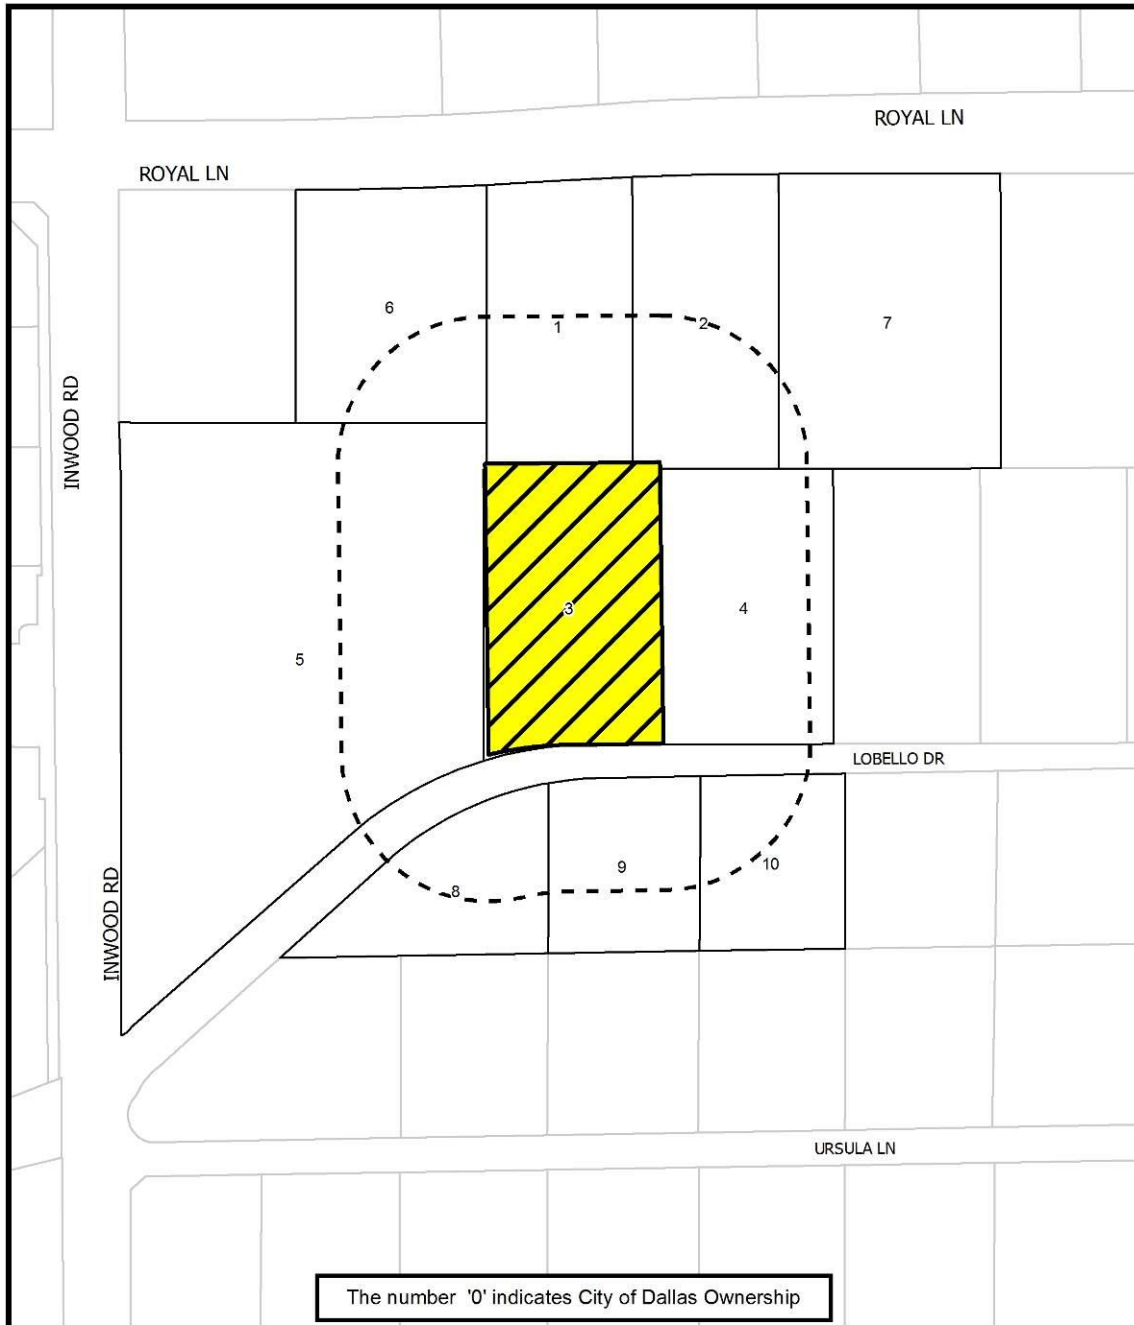 ROYAL LN
ROYAL LN
6
1
2
7
INWOOD RD
3
4
5
LOBELLO DR
8
9
10
INWOOD RD
URSULA LN
The number '0' indicates City of Dallas Ownership